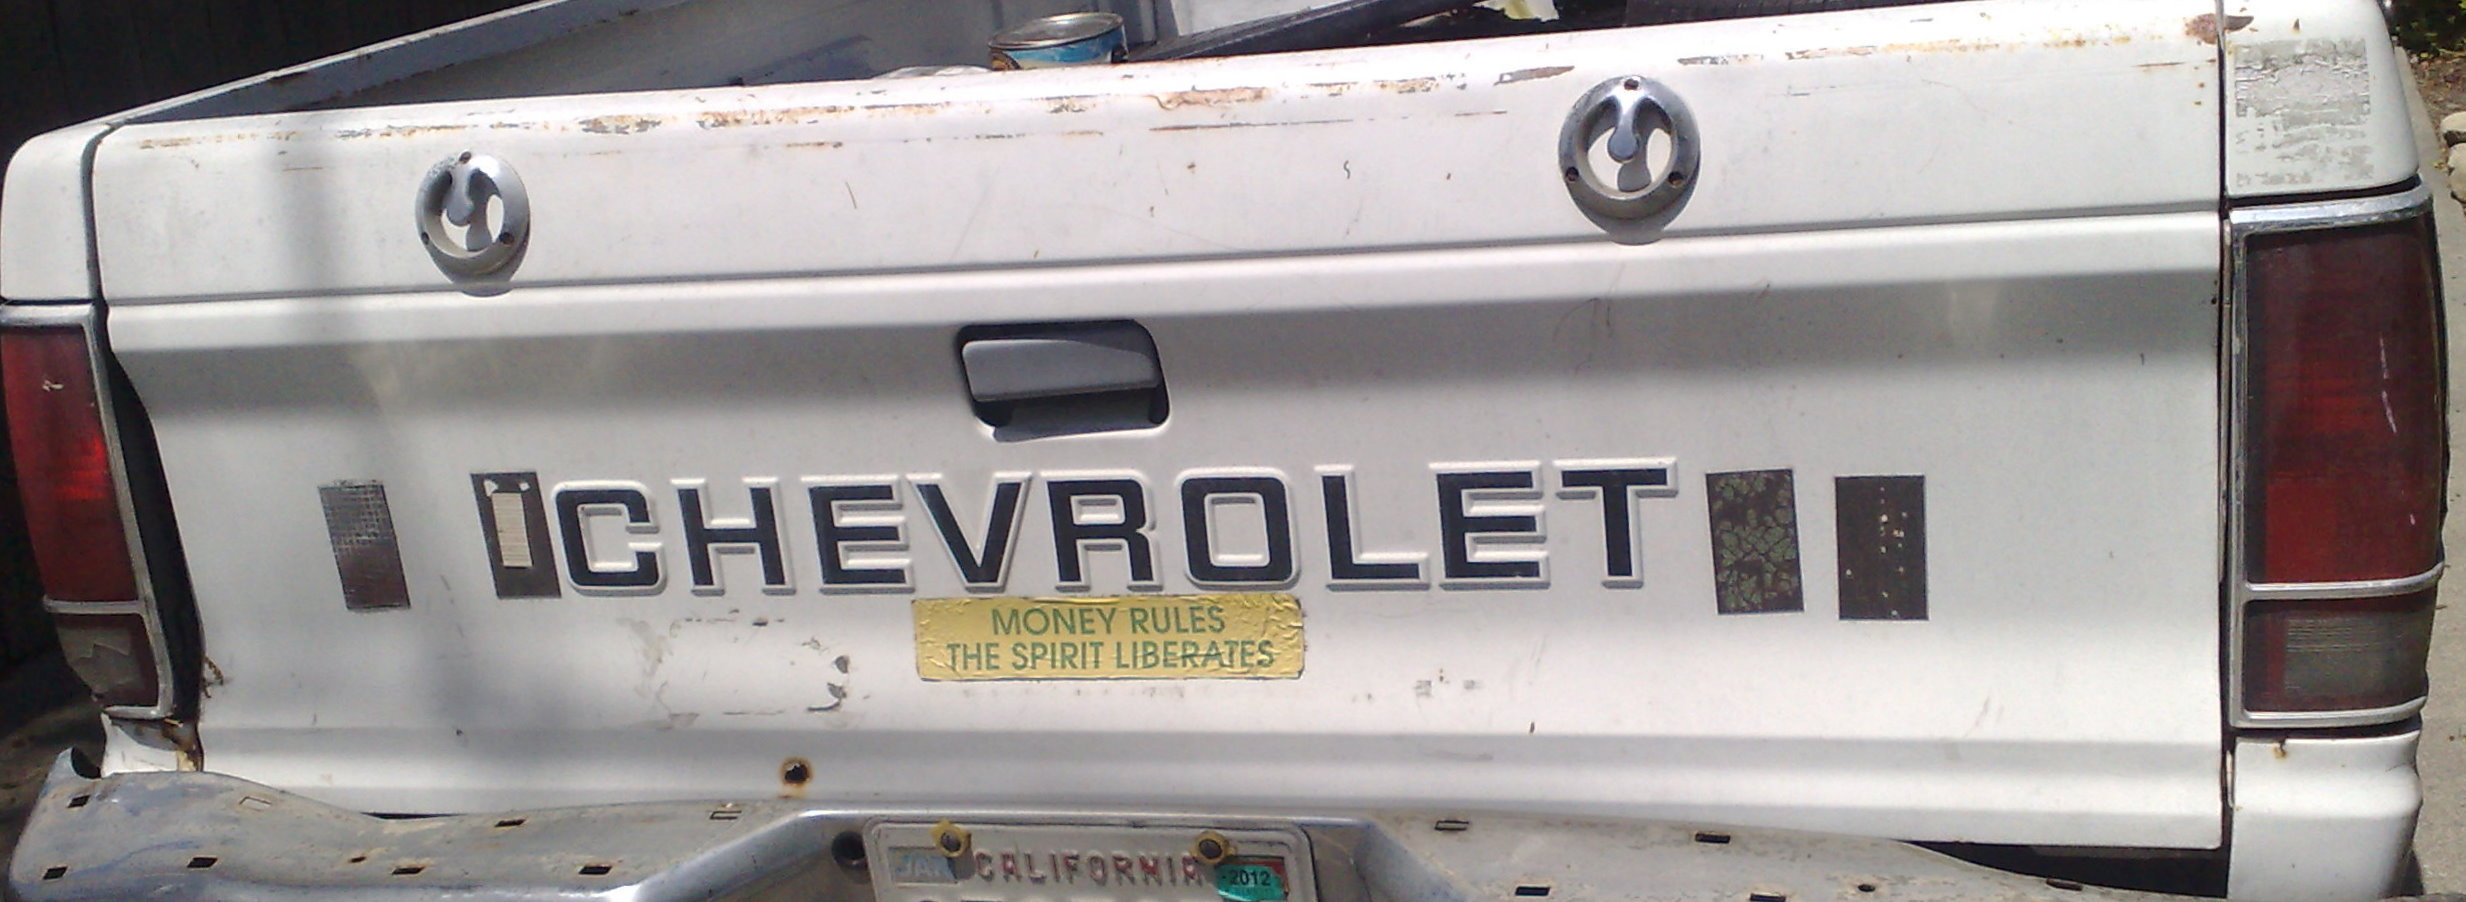 CHEVROLET
MONEY RULES
THE SPIRIT LIBERATES
JAN CALIFORNIA 2012